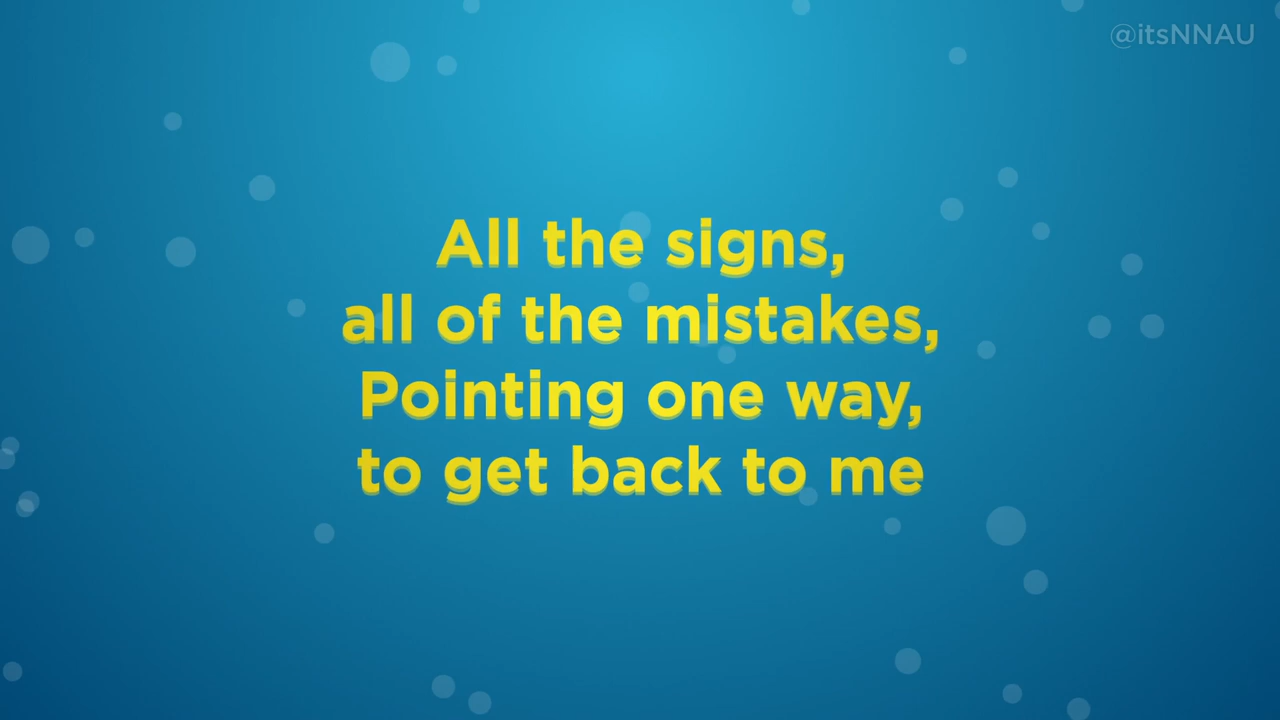 @itsNNAU
All the signs,
all of the mistakes,
Pointing one way,
to get back to me